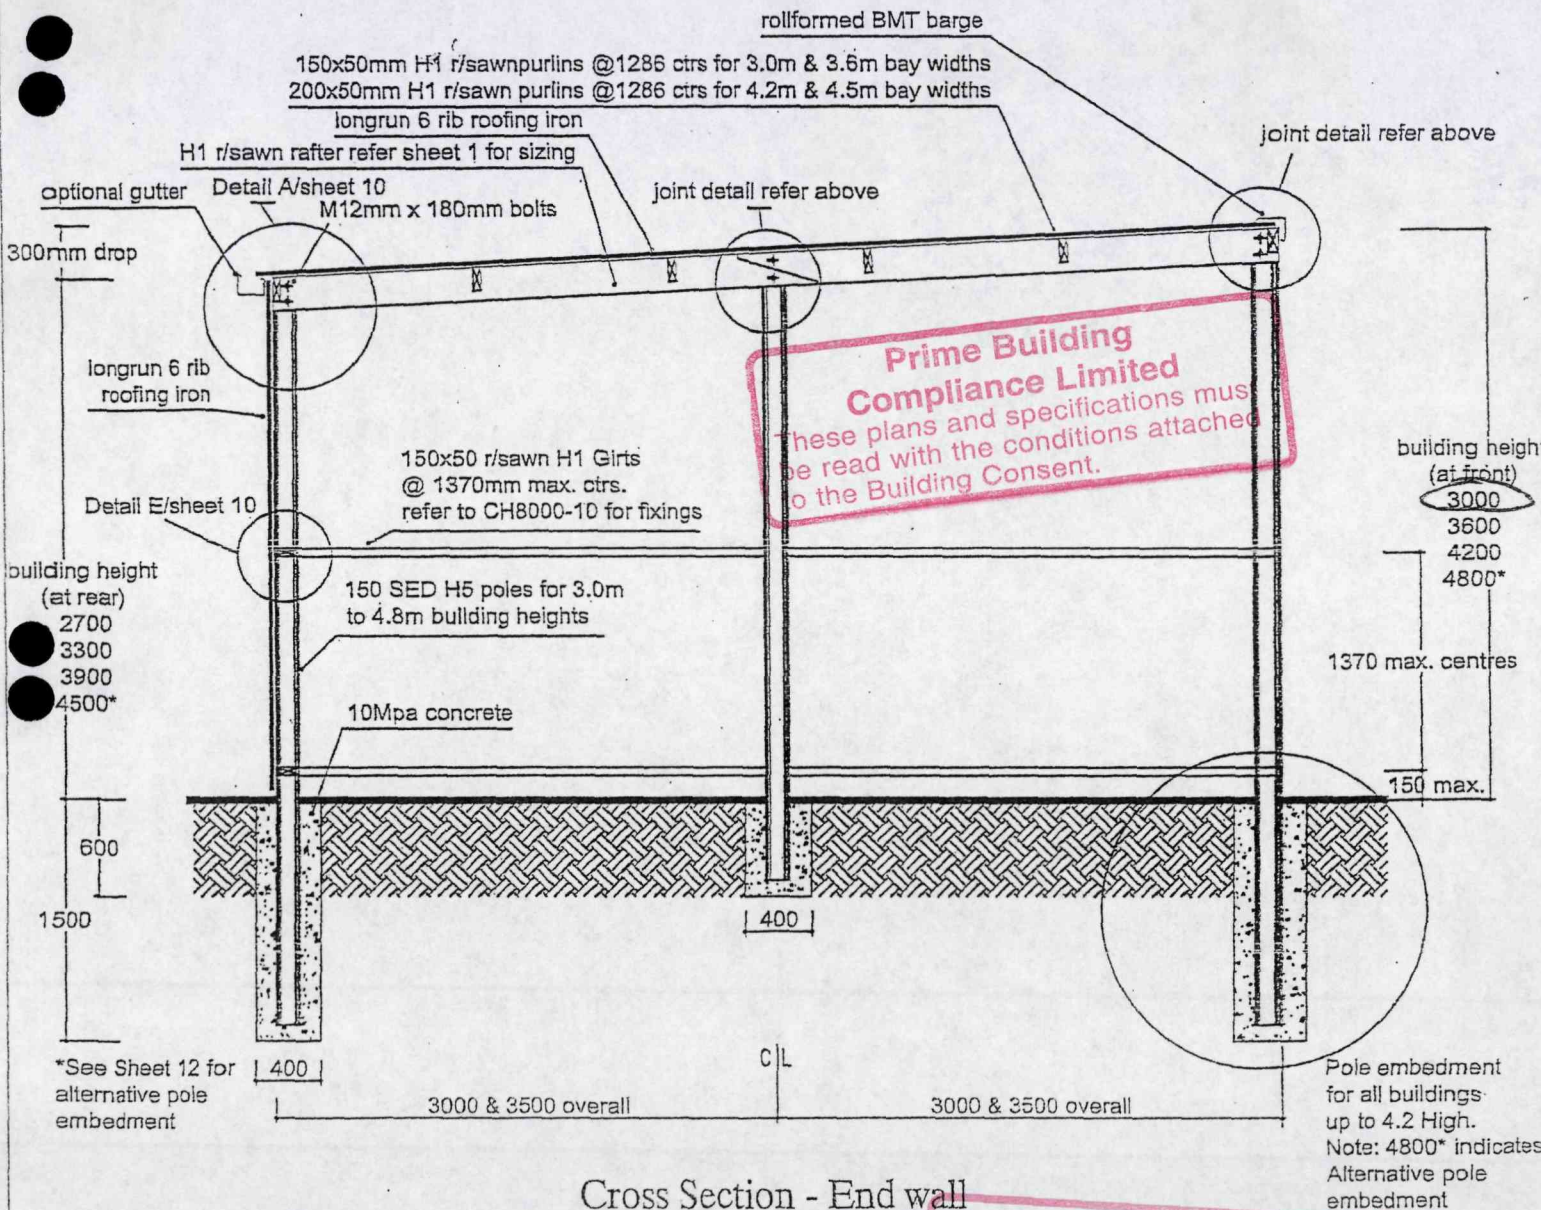 rollformed BMT barge
150x50mm H1 r/sawnpurlins @1286 ctrs for 3.0m & 3.6m bay widths
200x50mm H1 r/sawn purlins @1286 ctrs for 4.2m & 4.5m bay widths
longrun 6 rib roofing iron
H1 r/sawn rafter refer sheet 1 for sizing
joint detail refer above
optional gutter
Detail A/sheet 10
M12mm x 180mm bolts
joint detail refer above
300mm drop
longrun 6 rib
roofing iron
Prime Building
Compliance Limited
These plans and specifications mus
be read with the conditions attached
to the Building Consent.
150x50 r/sawn H1 Girts
@ 1370mm max. ctrs.
refer to CH8000-10 for fixings
Detail E/sheet 10
building heigh
(at front)
3000
3600
4200
4800*
building height
(at rear)
2700
3300
3900
4500*
150 SED H5 poles for 3.0m
to 4.8m building heights
1370 max. centres
10Mpa concrete
150 max.
600
1500
400
*See Sheet 12 for
alternative pole
embedment
400
C L
3000 & 3500 overall
3000 & 3500 overall
Pole embedment
for all buildings
up to 4.2 High.
Note: 4800* indicates
Alternative pole
embedment
Cross Section - End wall